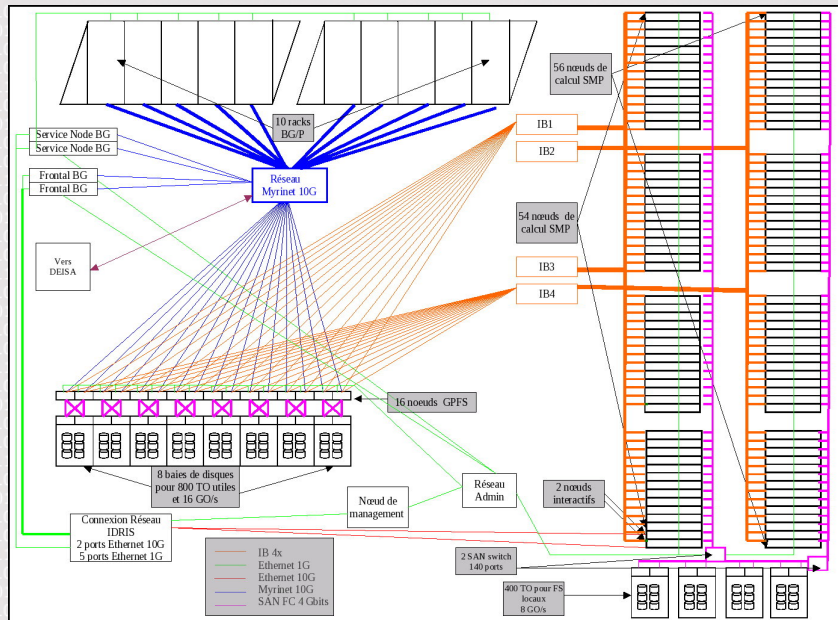 56 nœuds de
calcul SMP
10 racks
BG/P
IB1
IB2
Service Node BG
Service Node BG
Frontal BG
Frontal BG
Réseau
Myrinet 10G
54 nœuds de
calcul SMP
Vers
DEISA
IB3
IB4
16 noeuds GPFS
8 baies de disques
pour 800 TO utiles
et 16 GO/s
Réseau
Admin
2 nœuds
interactifs
Nœud de
management
Connexion Réseau
IDRIS
2 ports Ethernet 10G
5 ports Ethernet 1G
IB 4x
Ethernet 1G
Ethernet 10G
Myrinet 10G
SAN FC 4 Gbits
2 SAN switch
140 ports
400 TO pour FS
locaux
8 GO/s